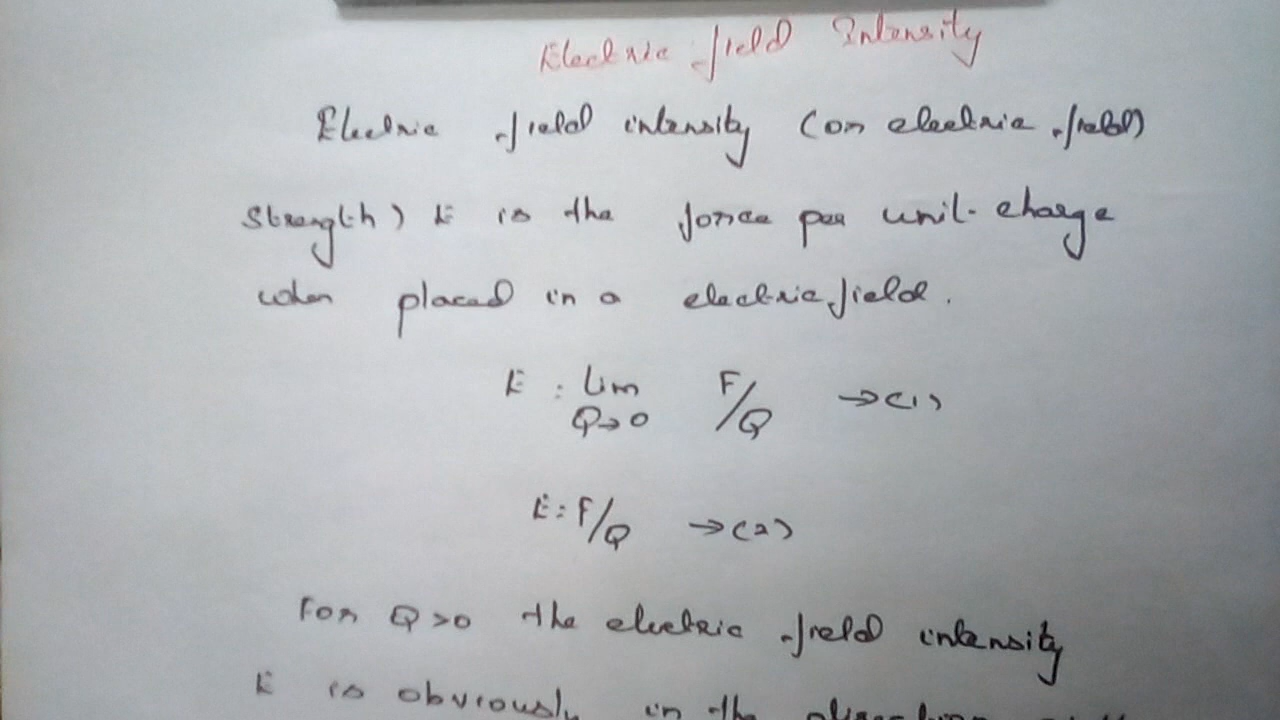 Electric field Intensity
Electric field intensity (or electric field)
Strength) E is the force per unit charge
when placed in a electric field.
E = lim F/Q → (1)
Q→0
E = F/Q → (2)
For Q>0 the electric field intensity
E is obviously in the direction